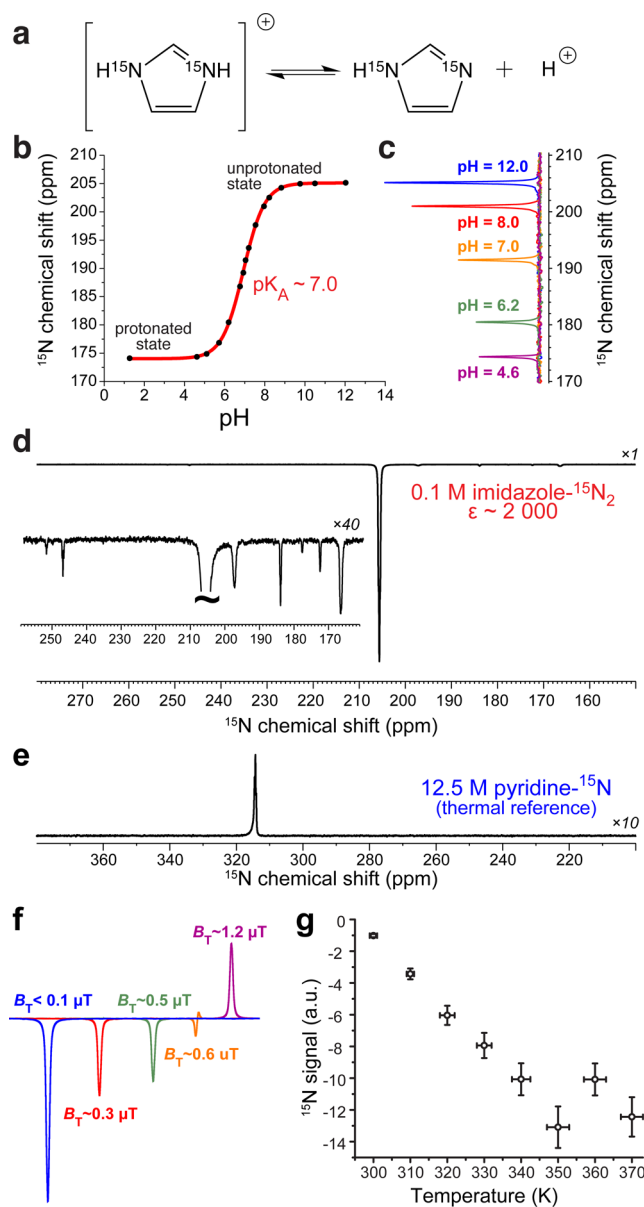 a
H15N
15NH
⊕
H15N
15N
+
H⊕
b
15N chemical shift (ppm)
205
200
195
190
185
180
175
170
unprotonated
state
pKA ~ 7.0
protonated
state
0 2 4 6 8 10 12 14
pH
c
pH = 12.0
pH = 8.0
pH = 7.0
pH = 6.2
pH = 4.6
210
200
190
180
170
15N chemical shift (ppm)
d
×1
0.1 M imidazole-15N2
ε ~ 2 000
×40
250 240 230 220 210 200 190 180 170
270 260 250 240 230 220 210 200 190 180 170 160
15N chemical shift (ppm)
e
12.5 M pyridine-15N
(thermal reference)
×10
360 340 320 300 280 260 240 220
15N chemical shift (ppm)
f
BT~1.2 µT
BT< 0.1 µT
BT~0.5 µT
BT~0.6 uT
BT~0.3 µT
g
15N signal (a.u.)
0
-2
-4
-6
-8
-10
-12
-14
300 310 320 330 340 350 360 370
Temperature (K)